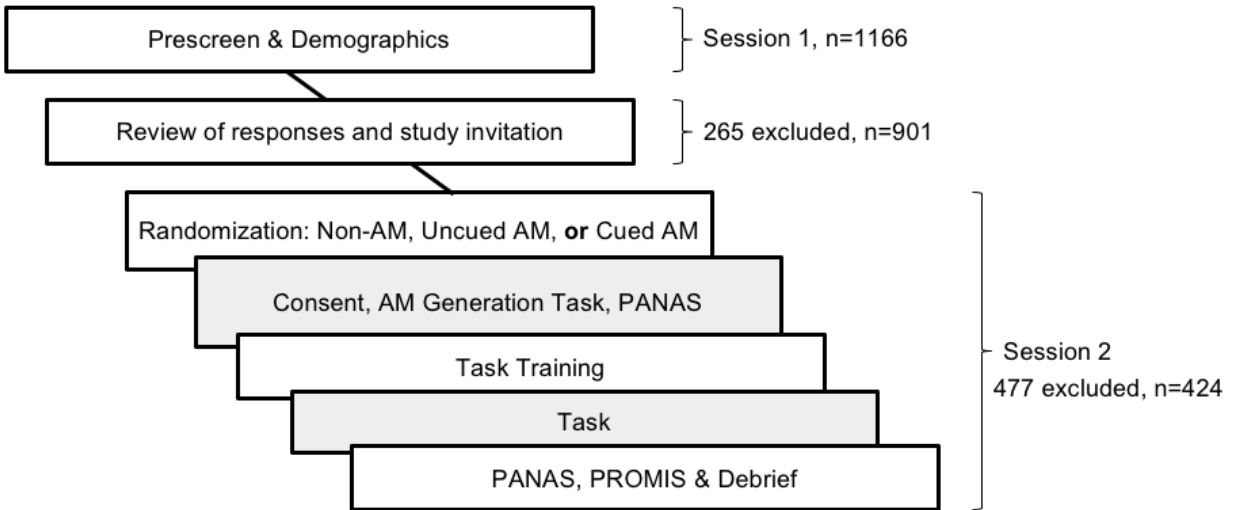 Prescreen & Demographics
Session 1, n=1166
Review of responses and study invitation
265 excluded, n=901
Randomization: Non-AM, Uncued AM, or Cued AM
Consent, AM Generation Task, PANAS
Task Training
Session 2
477 excluded, n=424
Task
PANAS, PROMIS & Debrief